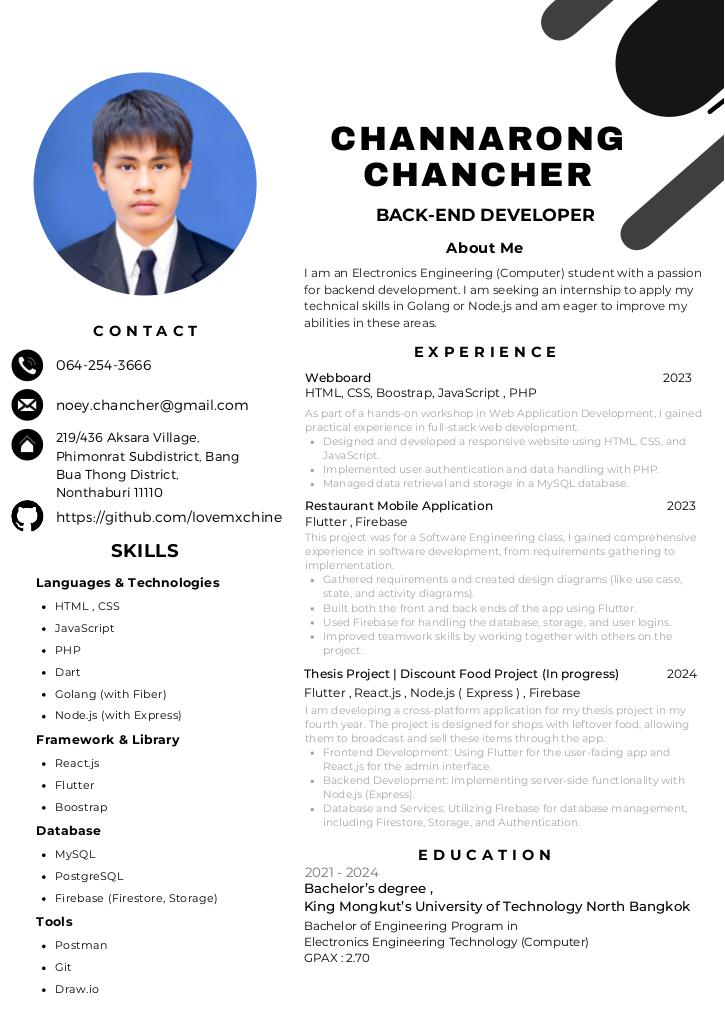 CHANNARONG
CHANCHER
BACK-END DEVELOPER
About Me
I am an Electronics Engineering (Computer) student with a passion
for backend development. I am seeking an internship to apply my
technical skills in Golang or Node.js and am eager to improve my
abilities in these areas.
CONTACT
064-254-3666
noey.chancher@gmail.com
219/436 Aksara Village,
Phimonrat Subdistrict, Bang
Bua Thong District,
Nonthaburi 11110
https://github.com/lovemxchine
SKILLS
Languages & Technologies
• HTML , CSS
• JavaScript
• PHP
• Dart
• Golang (with Fiber)
• Node.js (with Express)
Framework & Library
• React.js
• Flutter
• Boostrap
Database
• MySQL
• PostgreSQL
• Firebase (Firestore, Storage)
Tools
• Postman
• Git
• Draw.io
EXPERIENCE
Webboard 2023
HTML, CSS, Boostrap, JavaScript , PHP
As part of a hands-on workshop in Web Application Development, I gained
practical experience in full-stack web development.
• Designed and developed a responsive website using HTML, CSS, and
JavaScript.
• Implemented user authentication and data handling with PHP.
• Managed data retrieval and storage in a MySQL database.
Restaurant Mobile Application 2023
Flutter , Firebase
This project was for a Software Engineering class, I gained comprehensive
experience in software development, from requirements gathering to
implementation.
• Gathered requirements and created design diagrams (like use case,
state, and activity diagrams).
• Built both the front and back ends of the app using Flutter.
• Used Firebase for handling the database, storage, and user logins.
• Improved teamwork skills by working together with others on the
project.
Thesis Project | Discount Food Project (In progress) 2024
Flutter , React.js , Node.js ( Express ) , Firebase
I am developing a cross-platform application for my thesis project in my
fourth year. The project is designed for shops with leftover food, allowing
them to broadcast and sell these items through the app.
• Frontend Development: Using Flutter for the user-facing app and
React.js for the admin interface.
• Backend Development: Implementing server-side functionality with
Node.js (Express).
• Database and Services: Utilizing Firebase for database management,
including Firestore, Storage, and Authentication.
EDUCATION
2021 - 2024
Bachelor's degree ,
King Mongkut's University of Technology North Bangkok
Bachelor of Engineering Program in
Electronics Engineering Technology (Computer)
GPAX : 2.70